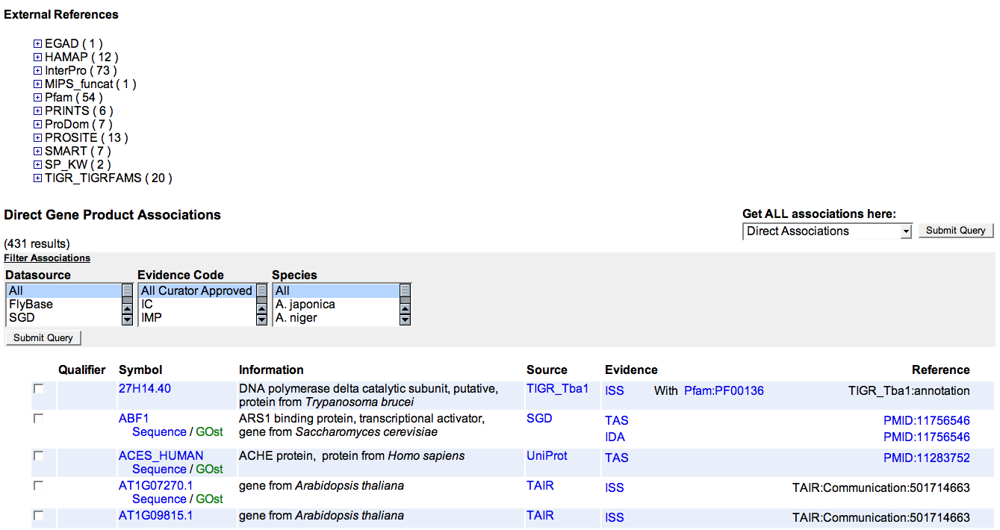 External References
EGAD ( 1 )
HAMAP ( 12 )
InterPro ( 73 )
MIPS_funcat ( 1 )
Pfam ( 54 )
PRINTS ( 6 )
ProDom ( 7 )
PROSITE ( 13 )
SMART ( 7 )
SP_KW ( 2 )
TIGR_TIGRFAMS ( 20 )
Direct Gene Product Associations
Get ALL associations here:
Direct Associations Submit Query
(431 results)
Filter Associations
Datasource Evidence Code Species
All All Curator Approved All
FlyBase IC A. japonica
SGD IMP A. niger
Submit Query
Qualifier Symbol Information Source Evidence Reference
27H14.40 DNA polymerase delta catalytic subunit, putative, TIGR_Tba1 ISS With Pfam:PF00136 TIGR_Tba1:annotation
protein from Trypanosoma brucei
ABF1 ARS1 binding protein, transcriptional activator, SGD TAS PMID:11756546
Sequence / GOst gene from Saccharomyces cerevisiae IDA PMID:11756546
ACES_HUMAN ACHE protein, protein from Homo sapiens UniProt TAS PMID:11283752
Sequence / GOst
AT1G07270.1 gene from Arabidopsis thaliana TAIR ISS TAIR:Communication:501714663
Sequence / GOst
AT1G09815.1 gene from Arabidopsis thaliana TAIR ISS TAIR:Communication:501714663